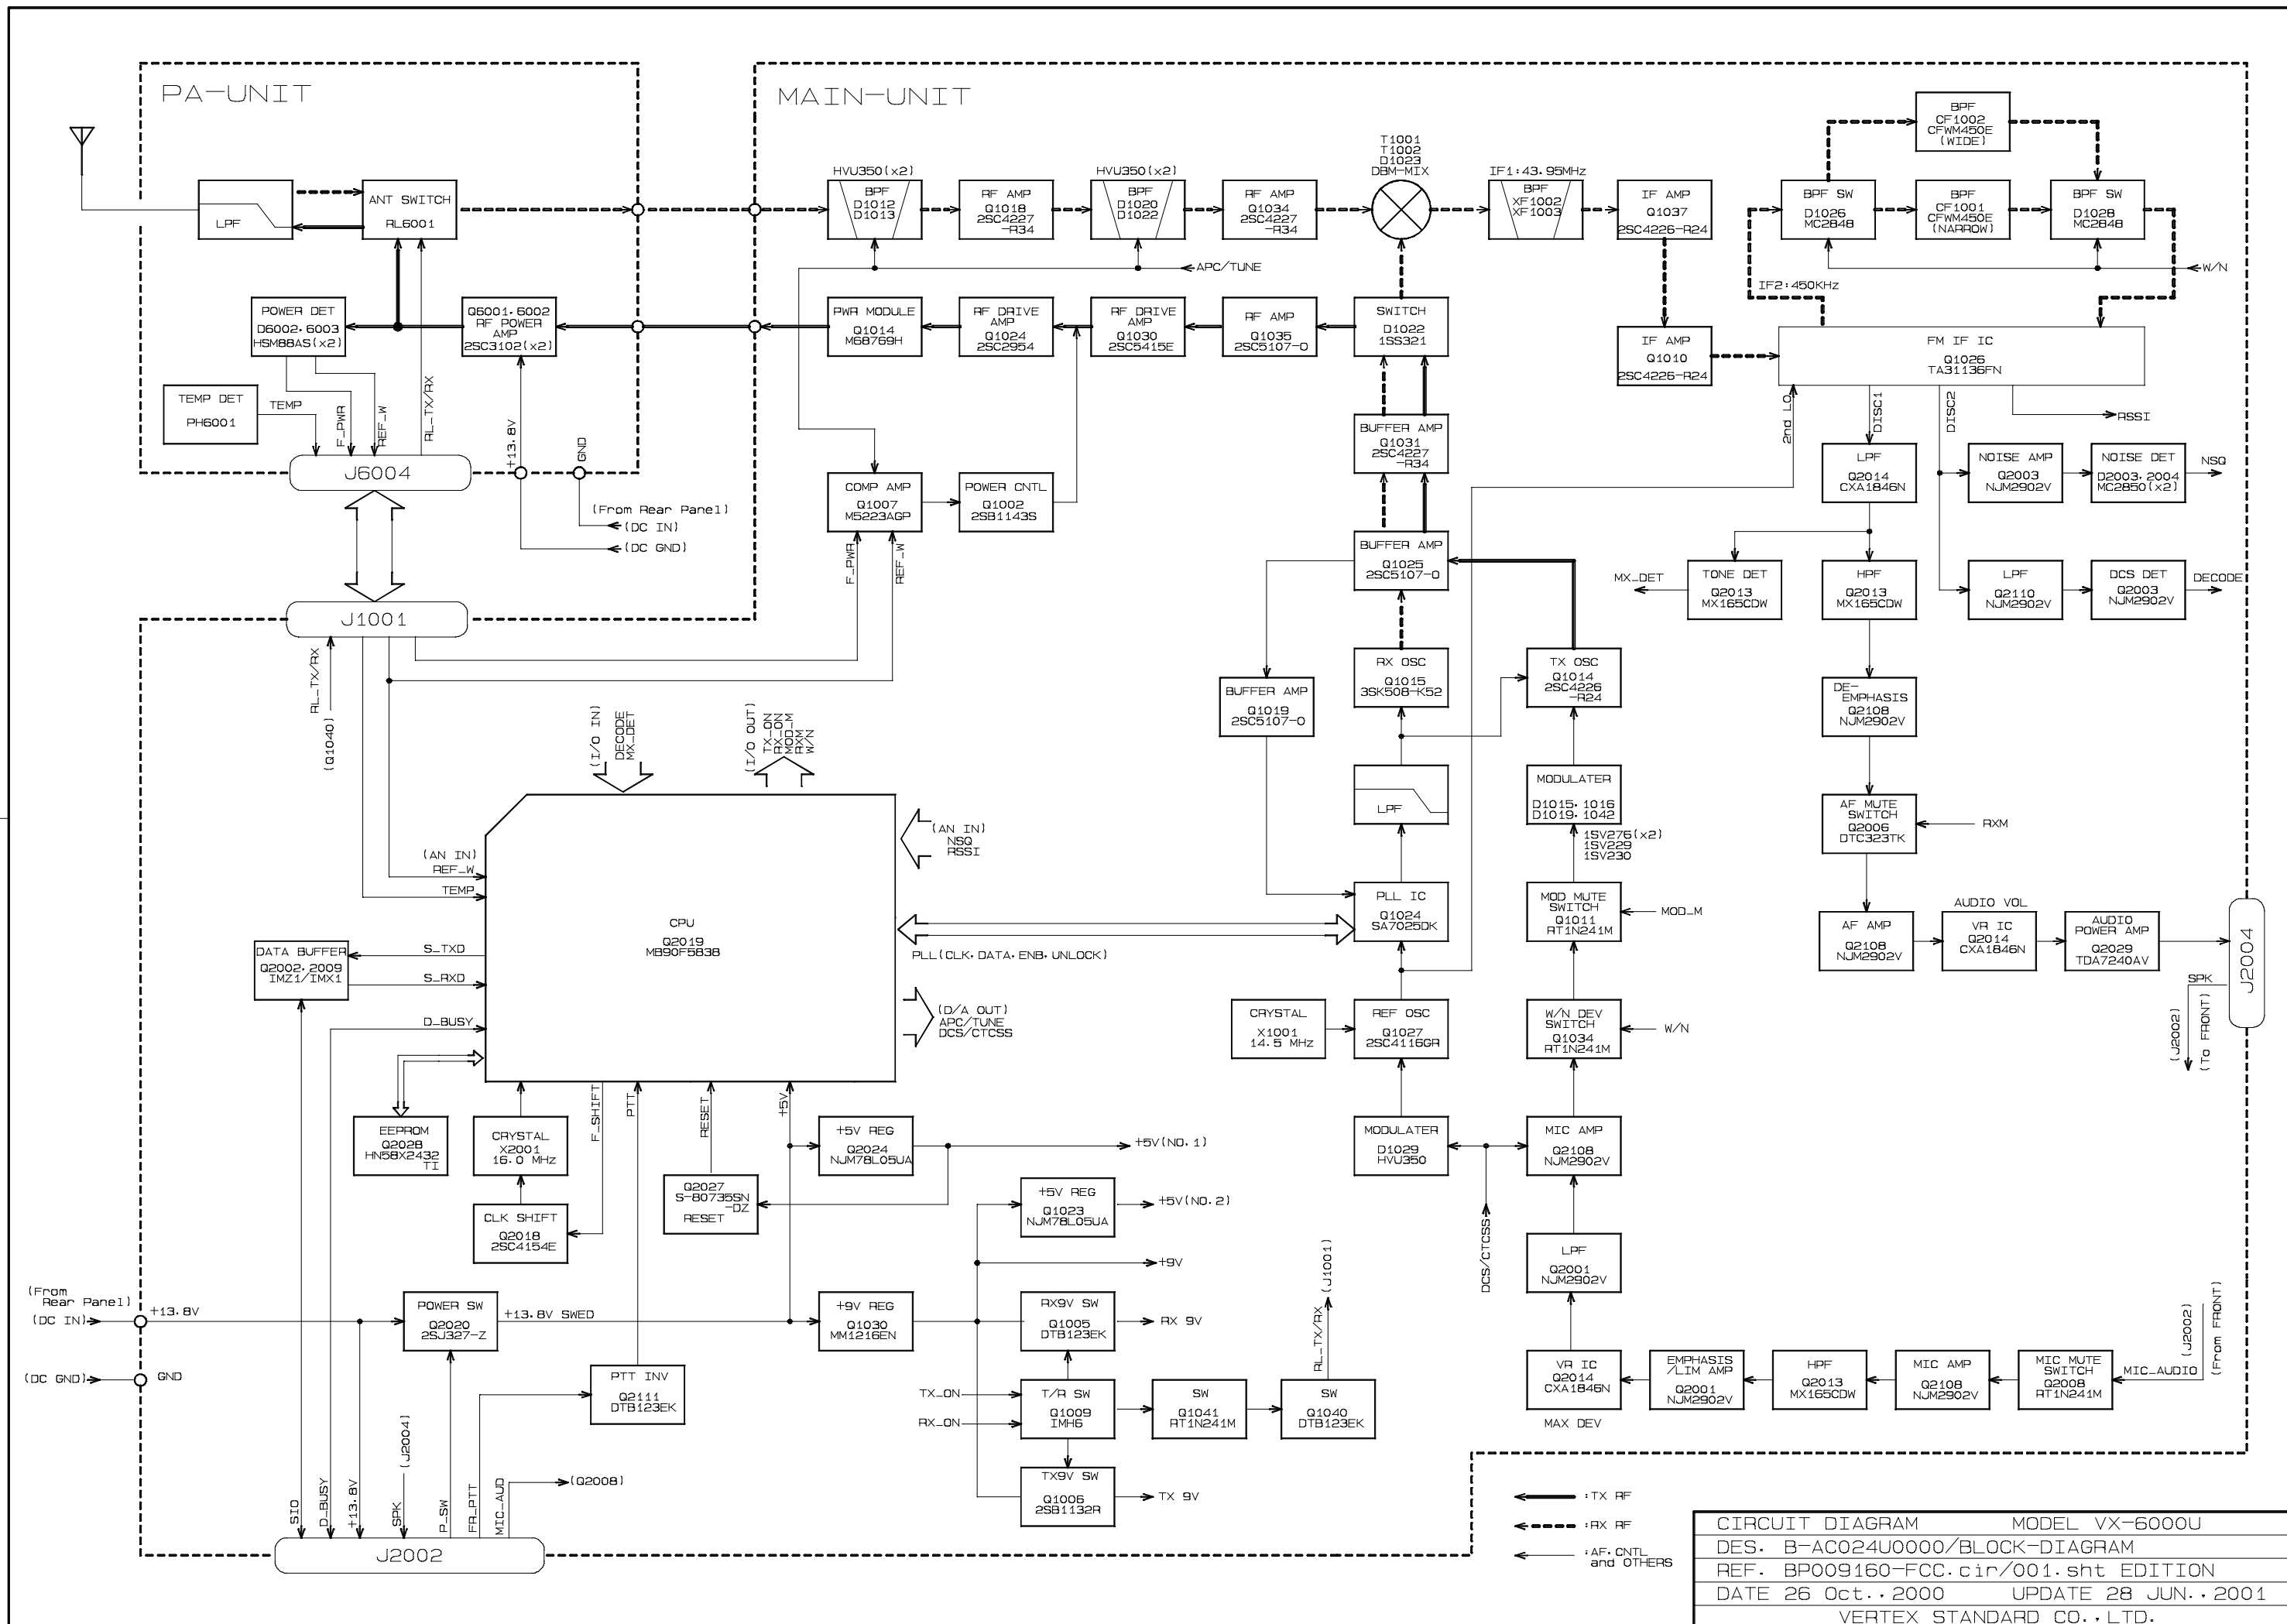 PA-UNIT
MAIN-UNIT
LPF
ANT SWITCH
RL6001
HVU350(x2)
BPF
D1012
D1013
RF AMP
Q1018
2SC4227
-R34
HVU350(x2)
BPF
D1020
D1022
RF AMP
Q1034
2SC4227
-R34
T1001
T1002
D1023
DBM-MIX
IF1:43.95MHz
BPF
XF1002
XF1003
IF AMP
Q1037
2SC4226-R24
BPF
CF1002
CFWM450E
(WIDE)
BPF SW
D1026
MC2848
BPF
CF1001
CFWM450E
(NARROW)
BPF SW
D1028
MC2848
APC/TUNE
W/N
IF2:450KHz
POWER DET
D6002.6003
HSM88AS(x2)
Q6001.6002
RF POWER
AMP
2SC3102(x2)
PWR MODULE
Q1014
M68769H
RF DRIVE
AMP
Q1024
2SC2954
RF DRIVE
AMP
Q1030
2SC5415E
RF AMP
Q1035
2SC5107-O
SWITCH
D1022
1SS321
IF AMP
Q1010
2SC4226-R24
FM IF IC
Q1026
TA31136FN
TEMP DET
PH6001
TEMP
F_PWR
REF_W
RL_TX/RX
+13.8V
GND
J6004
(From Rear Panel)
(DC IN)
(DC GND)
BUFFER AMP
Q1031
2SC4227
-R34
2nd LO
DISC1
DISC2
RSSI
LPF
Q2014
CXA1846N
NOISE AMP
Q2003
NJM2902V
NOISE DET
D2003.2004
MC2850(x2)
NSQ
COMP AMP
Q1007
M5223AGP
POWER CNTL
Q1002
2SB1143S
F_PWR
REF_W
BUFFER AMP
Q1025
2SC5107-O
MX_DET
TONE DET
Q2013
MX165CDW
HPF
Q2013
MX165CDW
LPF
Q2110
NJM2902V
DCS DET
Q2003
NJM2902V
DECODE
J1001
RL_TX/RX
(Q1040)
BUFFER AMP
Q1019
2SC5107-O
RX OSC
Q1015
3SK508-K52
TX OSC
Q1014
2SC4226
-R24
DE-
EMPHASIS
Q2108
NJM2902V
(I/O IN)
DECODE
MX_DET
(I/O OUT)
TX_ON
RX_ON
MOD_M
RXM
W/N
LPF
MODULATER
D1015.1016
D1019.1042
1SV276(x2)
1SV229
1SV230
AF MUTE
SWITCH
Q2006
DTC323TK
RXM
(AN IN)
REF_W
TEMP
(AN IN)
NSQ
RSSI
CPU
Q2019
MB90F583B
PLL IC
Q1024
SA7025DK
PLL(CLK.DATA.ENB.UNLOCK)
MOD MUTE
SWITCH
Q1011
RT1N241M
MOD_M
AF AMP
Q2108
NJM2902V
AUDIO VOL
VR IC
Q2014
CXA1846N
AUDIO
POWER AMP
Q2029
TDA7240AV
J2004
SPK
(J2002)
(To FRONT)
DATA BUFFER
Q2002.2009
IMZ1/IMX1
S_TXD
S_RXD
D_BUSY
(D/A OUT)
APC/TUNE
DCS/CTCSS
CRYSTAL
X1001
14.5 MHz
REF OSC
Q1027
2SC4116GR
W/N DEV
SWITCH
Q1034
RT1N241M
W/N
EEPROM
Q2028
HN58X2432
TI
CRYSTAL
X2001
16.0 MHz
F_SHIFT
PTT
RESET
+5V
+5V REG
Q2024
NJM78L05UA
+5V(NO.1)
MODULATER
D1029
HVU350
MIC AMP
Q2108
NJM2902V
DCS/CTCSS
CLK SHIFT
Q2018
2SC4154E
Q2027
S-80735SN
-DZ
RESET
+5V REG
Q1023
NJM78L05UA
+5V(NO.2)
+9V
LPF
Q2001
NJM2902V
(From
Rear Panel)
(DC IN)
+13.8V
POWER SW
Q2020
2SJ327-Z
+13.8V SWED
+9V REG
Q1030
MM1216EN
RX9V SW
Q1005
DTB123EK
RX 9V
RL_TX/RX
(J1001)
(DC GND)
GND
PTT INV
Q2111
DTB123EK
TX_ON
RX_ON
T/R SW
Q1009
IMH6
SW
Q1041
RT1N241M
SW
Q1040
DTB123EK
VR IC
Q2014
CXA1846N
MAX DEV
EMPHASIS
/LIM AMP
Q2001
NJM2902V
HPF
Q2013
MX165CDW
MIC AMP
Q2108
NJM2902V
MIC MUTE
SWITCH
Q2008
RT1N241M
MIC_AUDIO
(J2002)
(From FRONT)
TX9V SW
Q1006
2SB1132R
TX 9V
SIO
D_BUSY
+13.8V
SPK
(J2004)
P_SW
FR_PTT
MIC_AUD
(Q2008)
J2002
:TX RF
:RX RF
:AF.CNTL
and OTHERS
CIRCUIT DIAGRAM MODEL VX-6000U
DES. B-AC024U0000/BLOCK-DIAGRAM
REF. BP009160-FCC.cir/001.sht EDITION
DATE 26 Oct.,2000 UPDATE 28 JUN.,2001
VERTEX STANDARD CO.,LTD.